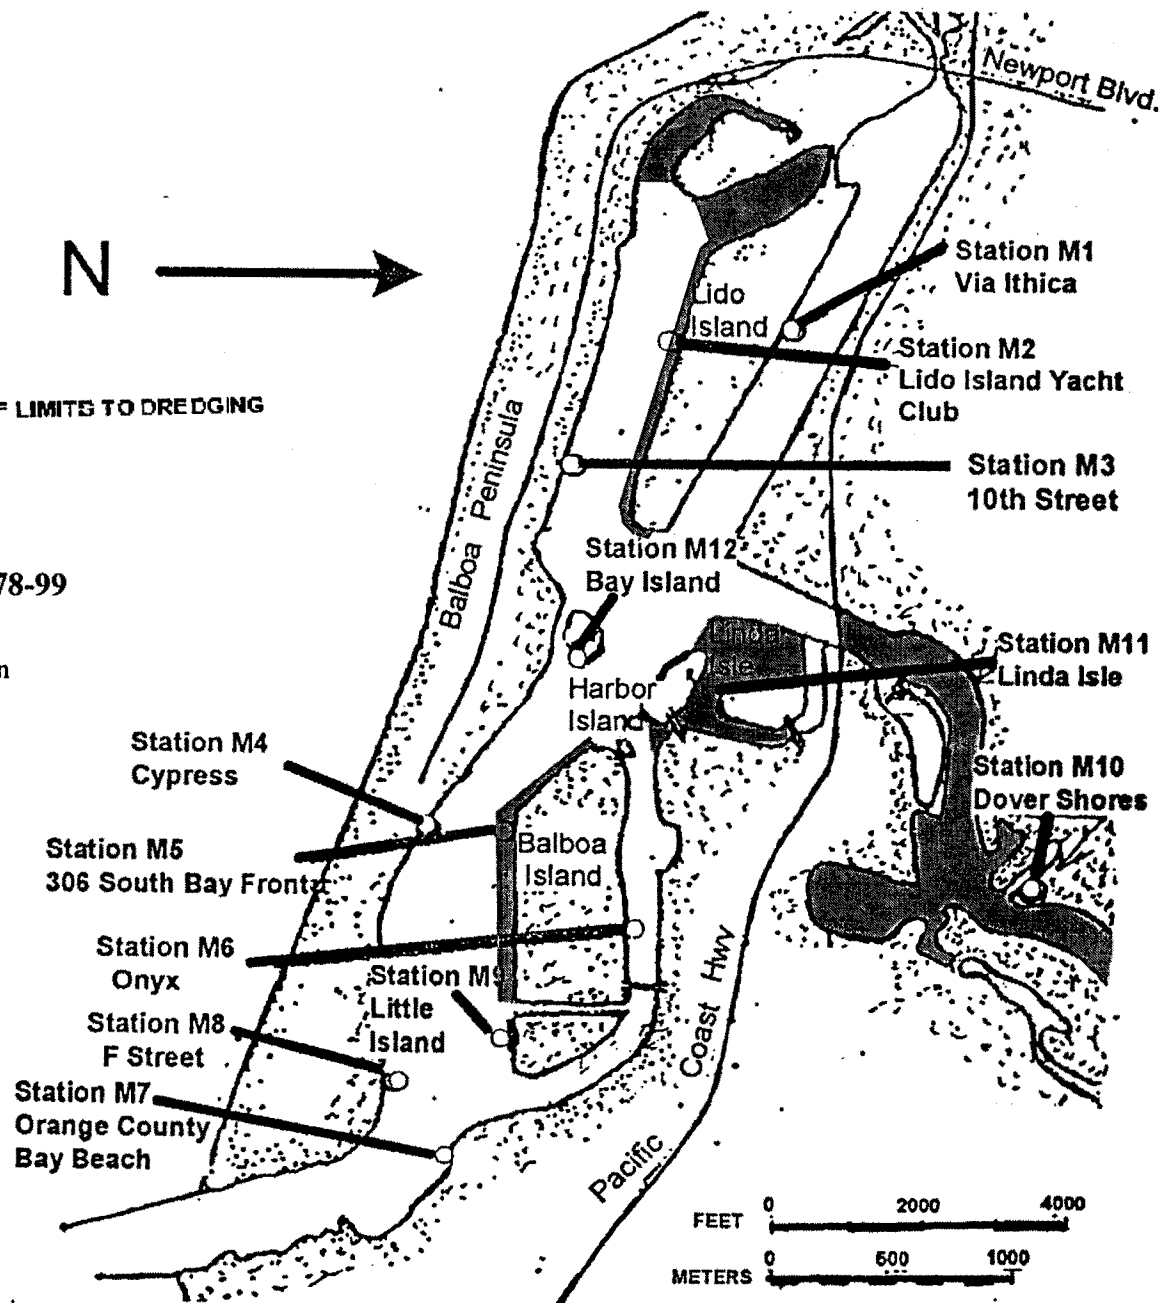 Newport Blvd.
N
Station M1
Via Ithica
Lido
Island
Station M2
Lido Island Yacht
Club
= LIMITS TO DREDGING
Balboa Peninsula
Station M3
10th Street
Station M12
Bay Island
78-99
n
Linda
Isle
Station M11
Linda Isle
Harbor
Island
Station M4
Cypress
Station M10
Dover Shores
Station M5
306 South Bay Front
Balboa
Island
Station M6
Onyx
Station M9
Little
Island
Station M8
F Street
Station M7
Orange County
Bay Beach
Pacific Coast Hwy
0 2000 4000
FEET
0 500 1000
METERS